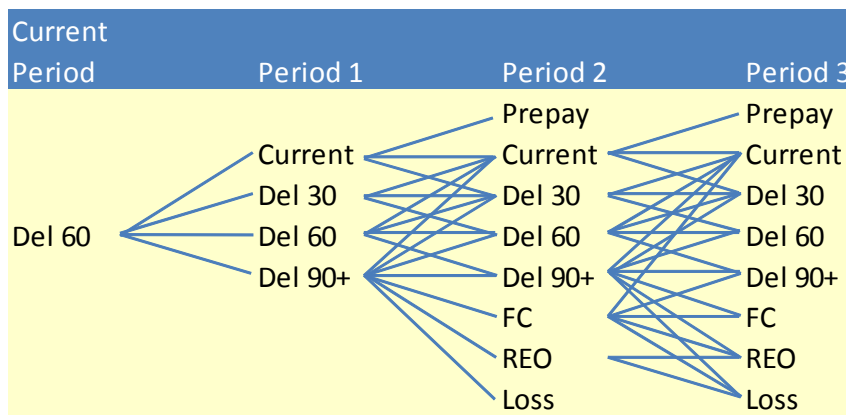 Current
Period Period 1 Period 2 Period 3
Prepay Prepay
Current Current Current
Del 30 Del 30 Del 30
Del 60 Del 60 Del 60 Del 60
Del 90+ Del 90+ Del 90+
FC FC
REO REO
Loss Loss